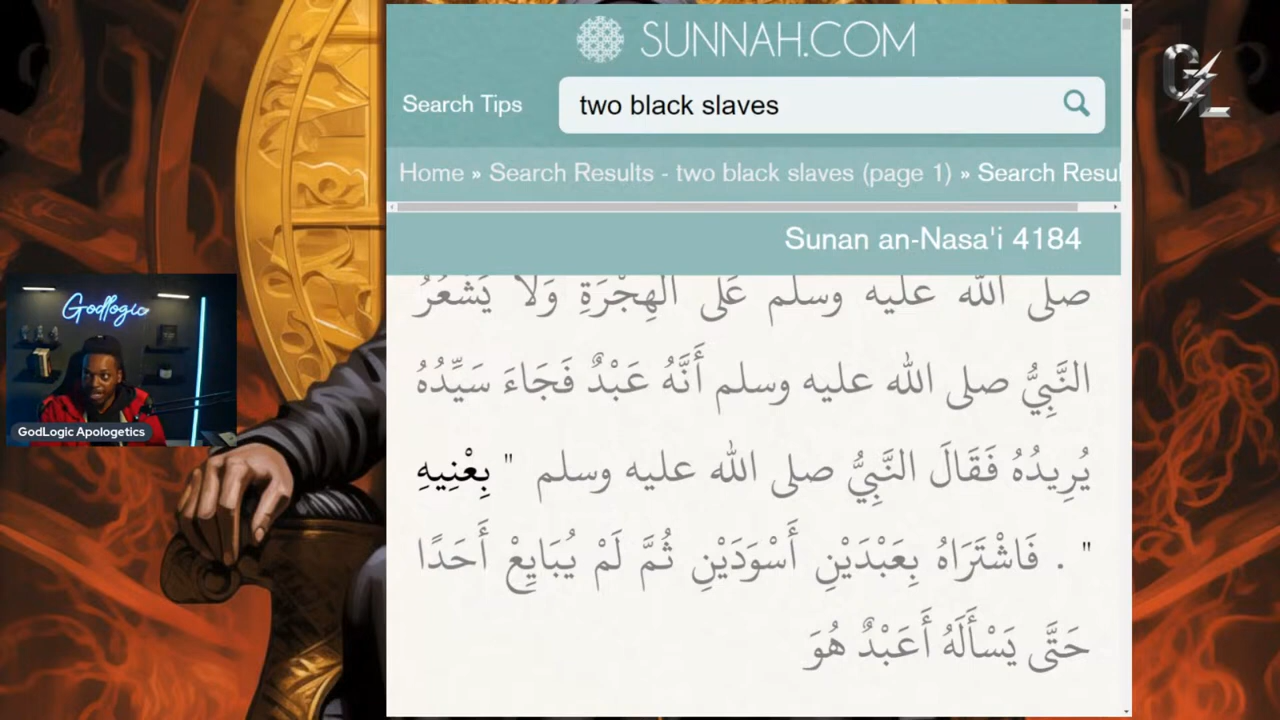 SUNNAH.COM
Search Tips
two black slaves
Home » Search Results - two black slaves (page 1) » Search Resul
Sunan an-Nasa'i 4184
صلى الله عليه وسلم عَلَى الْهِجْرَةِ وَلاَ يَشْعُرُ
النَّبِيُّ صلى الله عليه وسلم أَنَّهُ عَبْدٌ فَجَاءَ سَيِّدُهُ
يُرِيدُهُ فَقَالَ النَّبِيُّ صلى الله عليه وسلم " بِعْنِيهِ
" . فَاشْتَرَاهُ بِعَبْدَيْنِ أَسْوَدَيْنِ ثُمَّ لَمْ يُبَايِعْ أَحَدًا
حَتَّى يَسْأَلَهُ أَعَبْدٌ هُوَ
Godlogic
GodLogic Apologetics
GL